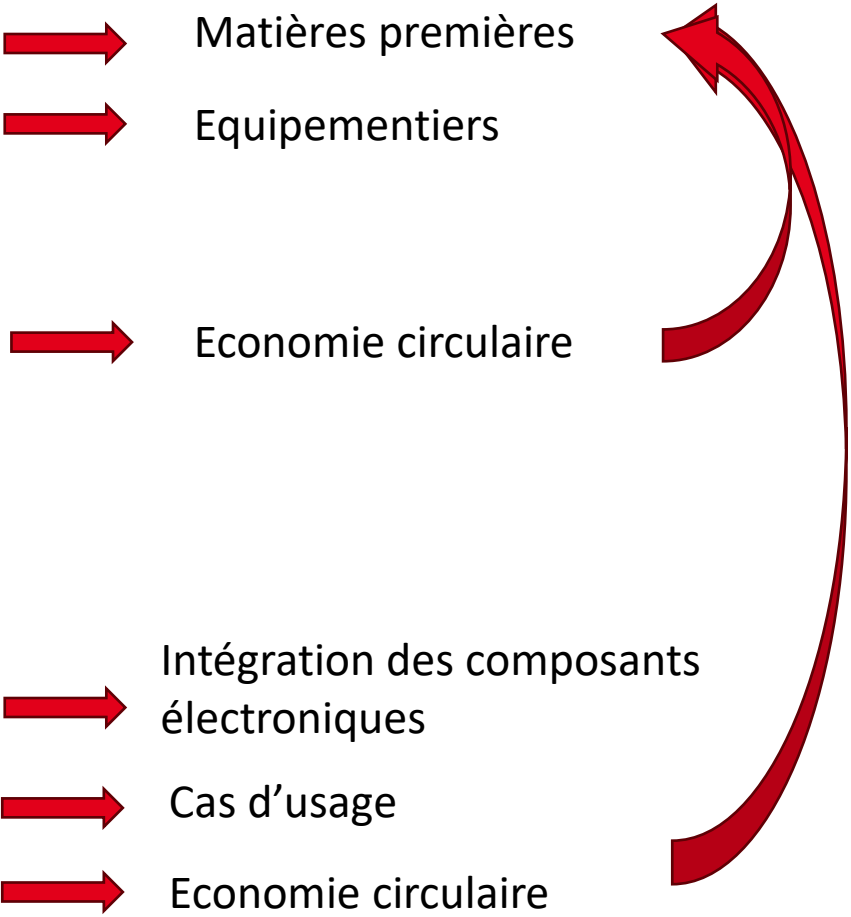 Matières premières
Equipementiers
Economie circulaire
Intégration des composants
électroniques
Cas d’usage
Economie circulaire